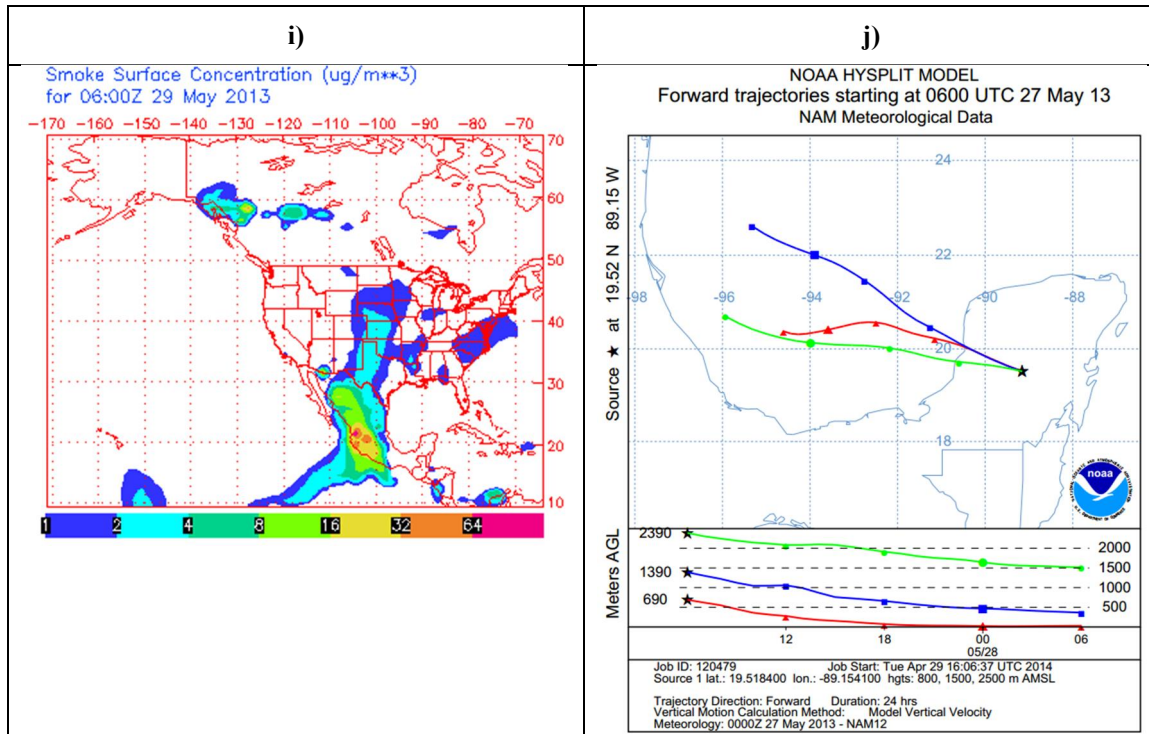 i)
j)
Smoke Surface Concentration (ug/m**3)
for 06:00Z 29 May 2013
-170 -160 -150 -140 -130 -120 -110 -100 -90 -80 -70
70
60
50
40
30
20
10
1 2 4 8 16 32 64
NOAA HYSPLIT MODEL
Forward trajectories starting at 0600 UTC 27 May 13
NAM Meteorological Data
Source ★ at 19.52 N 89.15 W
24
22
-98 -96 -94 -92 -90 -88
20
18
noaa
Meters AGL
2390
1390
690
2000
1500
1000
500
12 18 00 06
05/28
Job ID: 120479 Job Start: Tue Apr 29 16:06:37 UTC 2014
Source 1 lat.: 19.518400 lon.: -89.154100 hgts: 800, 1500, 2500 m AMSL
Trajectory Direction: Forward Duration: 24 hrs
Vertical Motion Calculation Method: Model Vertical Velocity
Meteorology: 0000Z 27 May 2013 - NAM12